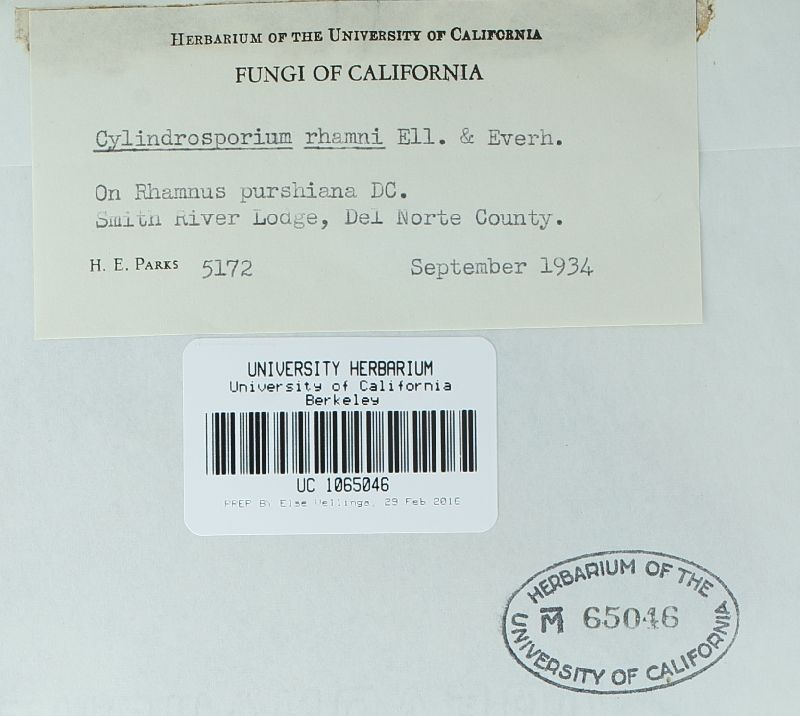 HERBARIUM OF THE UNIVERSITY OF CALIFORNIA
FUNGI OF CALIFORNIA
Cylindrosporium rhamni Ell. & Everh.
On Rhamnus purshiana DC.
Smith River Lodge, Del Norte County.
H. E. PARKS 5172 September 1934
UNIVERSITY HERBARIUM
University of California
Berkeley
UC 1065046
PREP BY Else Vellinga, 29 Feb 2016
HERBARIUM OF THE
M 65046
UNIVERSITY OF CALIFORNIA